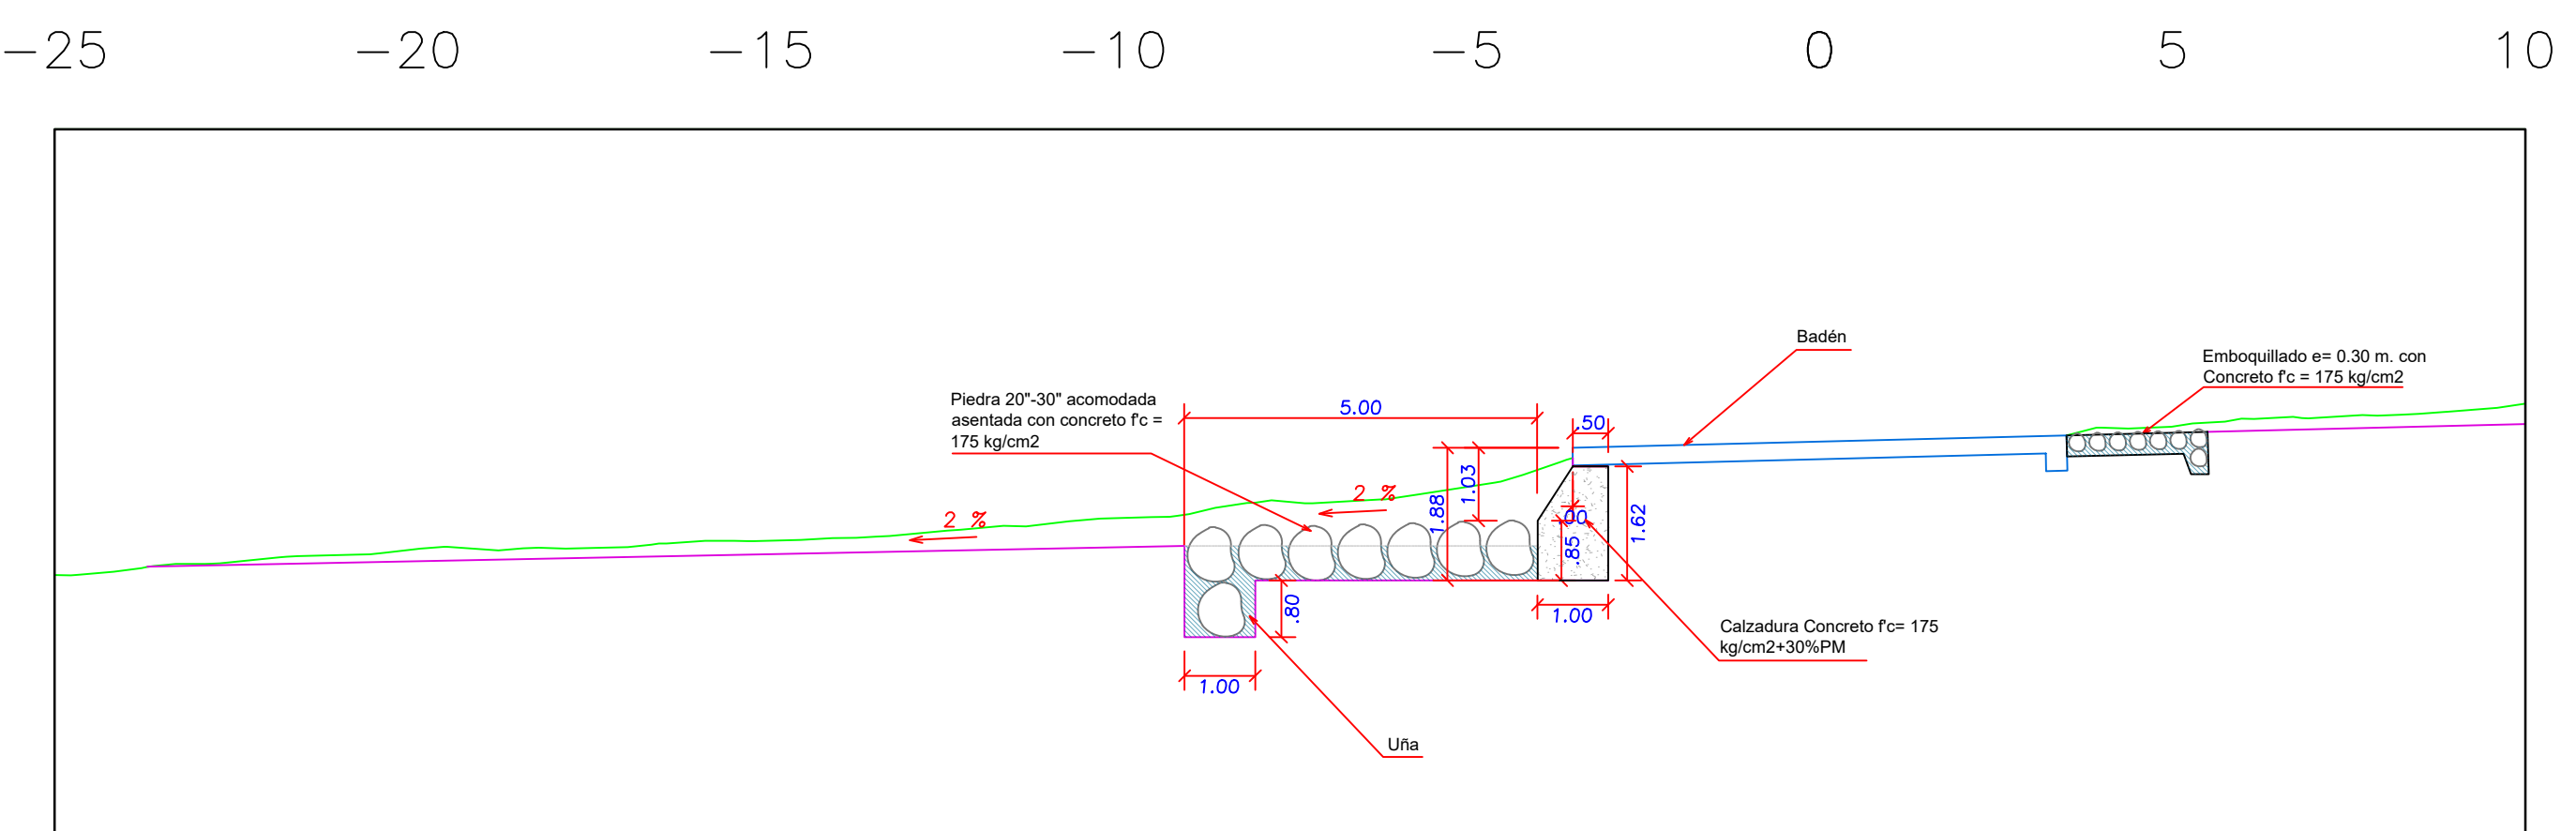 -25 -20 -15 -10 -5 0 5 10
Badén
Emboquillado e= 0.30 m. con
Concreto f'c = 175 kg/cm2
Piedra 20"-30" acomodada
asentada con concreto f'c =
175 kg/cm2
5.00
.50
2 %
2 %
1.88
1.03
.00
.85
1.62
.80
1.00
1.00
Calzadura Concreto f'c= 175
kg/cm2+30%PM
Uña